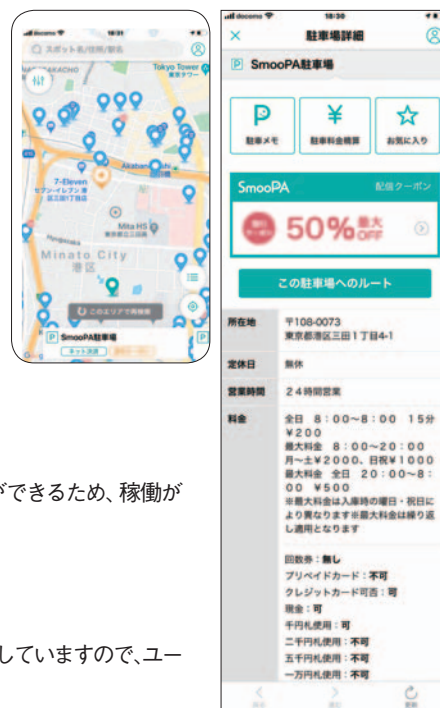 docomo 18:31
スポット名/住所/駅名
Tokyo Tower
東京タワー
Akaban
7-Eleven
セブン-イレブン 港
区三田1丁目店
Mita HS
Minato City
港区
このエリアで再検索
P SmooPA駐車場
ネット決済
docomo 18:30
× 駐車場詳細
P SmooPA駐車場
駐車メモ
¥
駐車料金概算
お気に入り
SmooPA 配信クーポン
50%最大OFF
この駐車場へのルート
所在地 〒108-0073
東京都港区三田1丁目4-1
定休日 無休
営業時間 24時間営業
料金 全日 8:00〜8:00 15分
¥200
最大料金 8:00〜20:00
月〜土¥2000、日祝¥1000
最大料金 全日 20:00〜8:
00 ¥500
※最大料金は入庫時の曜日・祝日に
より異なります※最大料金は繰り返
し適用となります
回数券:無し
プリペイドカード:不可
クレジットカード可否:可
現金:可
千円札使用:可
二千円札使用:不可
五千円札使用:不可
一万円札使用:不可
更新
ができるため、稼働が
していますので、ユー